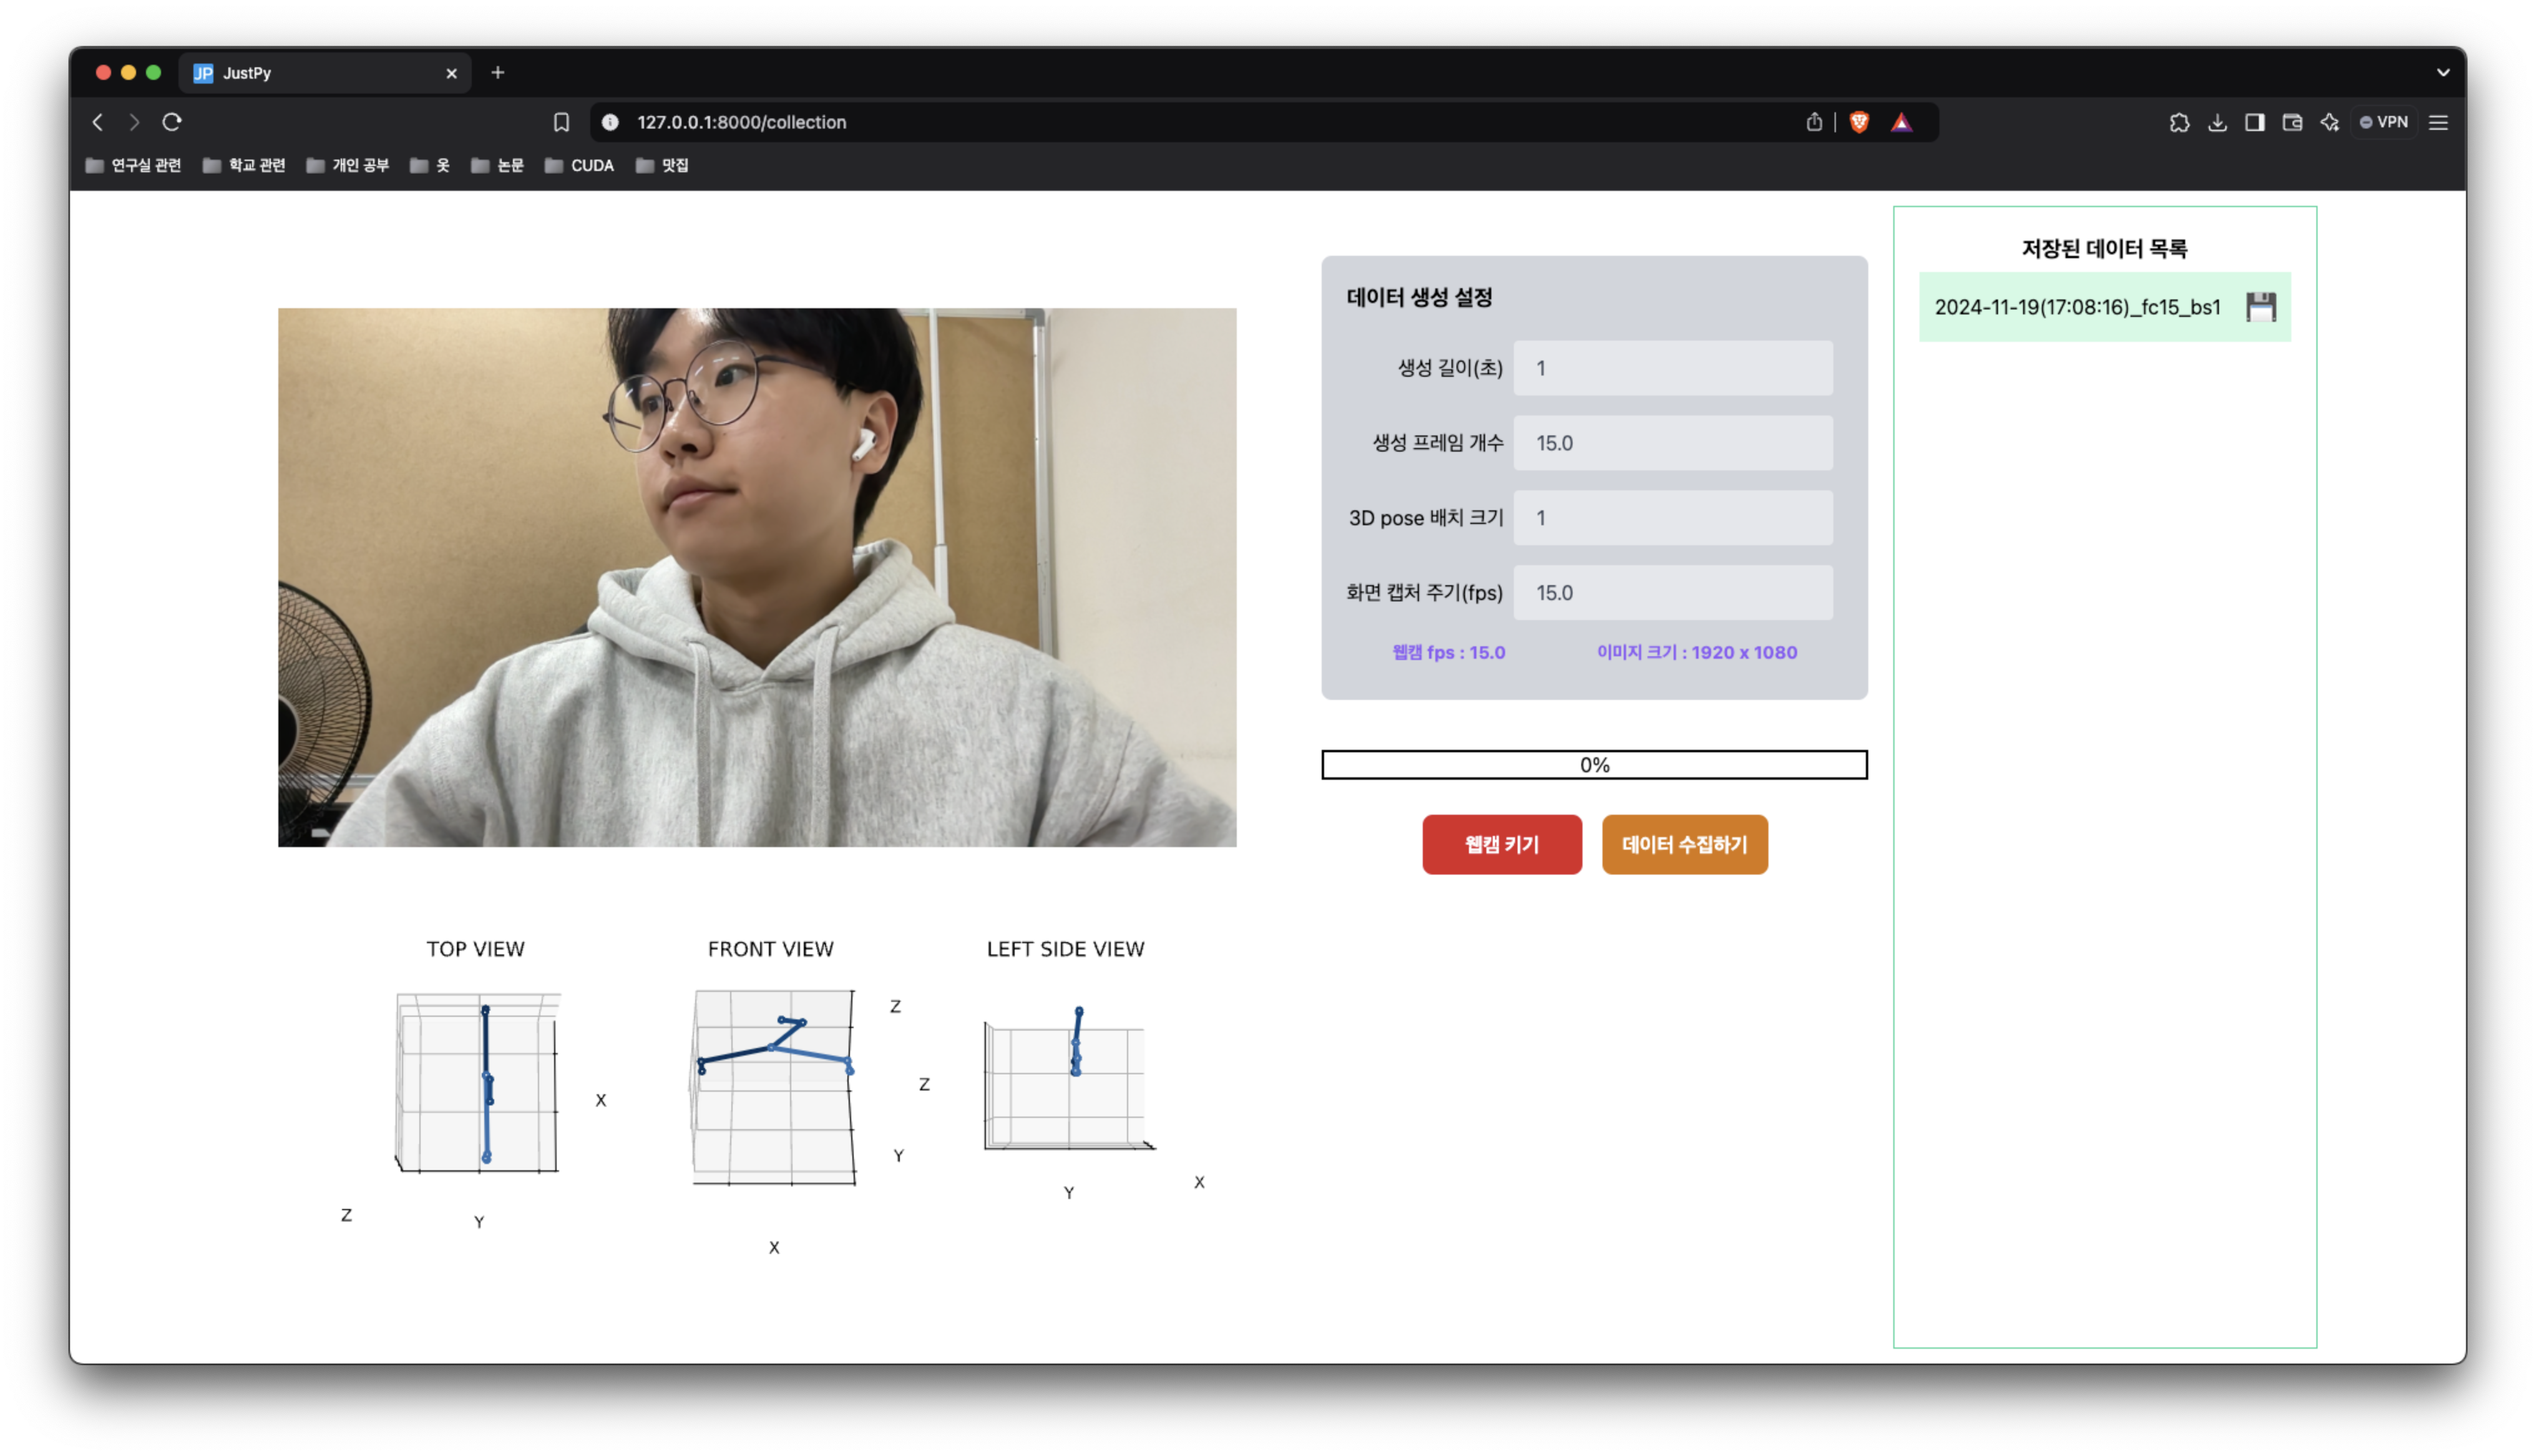 JustPy
127.0.0.1:8000/collection
VPN
연구실 관련
학교 관련
개인 공부
옷
논문
CUDA
맛집
데이터 생성 설정
생성 길이(초) 1
생성 프레임 개수 15.0
3D pose 배치 크기 1
화면 캡처 주기(fps) 15.0
웹캠 fps : 15.0
이미지 크기 : 1920 x 1080
0%
웹캠 키기
데이터 수집하기
저장된 데이터 목록
2024-11-19(17:08:16)_fc15_bs1
TOP VIEW
X
Z
Y
FRONT VIEW
Z
Y
X
LEFT SIDE VIEW
Z
Y
X